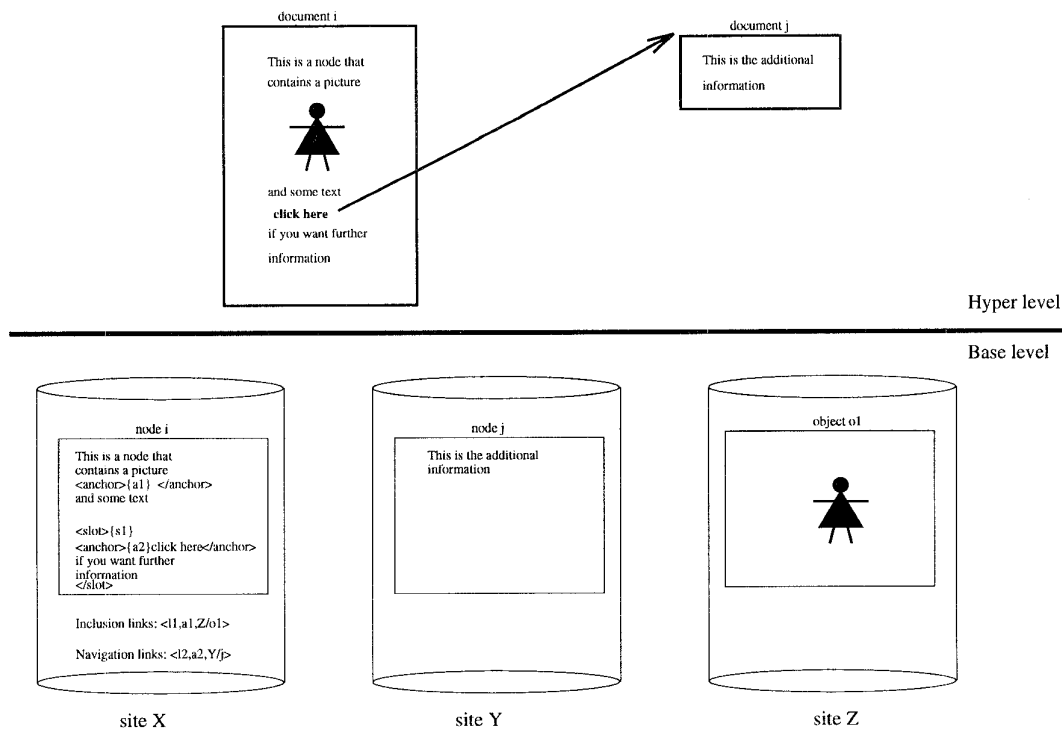 document i
This is a node that
contains a picture
and some text
click here
if you want further
information
document j
This is the additional
information
Hyper level
Base level
node i
This is a node that
contains a picture
<anchor>{a1} </anchor>
and some text
<slot>{s1}
<anchor>{a2}click here</anchor>
if you want further
information
</slot>
Inclusion links: <l1,a1,Z/o1>
Navigation links: <l2,a2,Y/j>
site X
node j
This is the additional
information
site Y
object o1
site Z